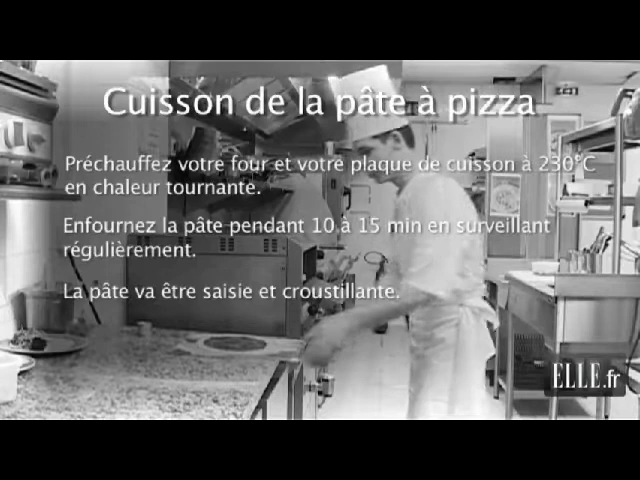 Cuisson de la pâte à pizza
Préchauffez votre four et votre plaque de cuisson à 230°C
en chaleur tournante.
Enfournez la pâte pendant 10 à 15 min en surveillant
régulièrement.
La pâte va être saisie et croustillante.
ELLE.fr